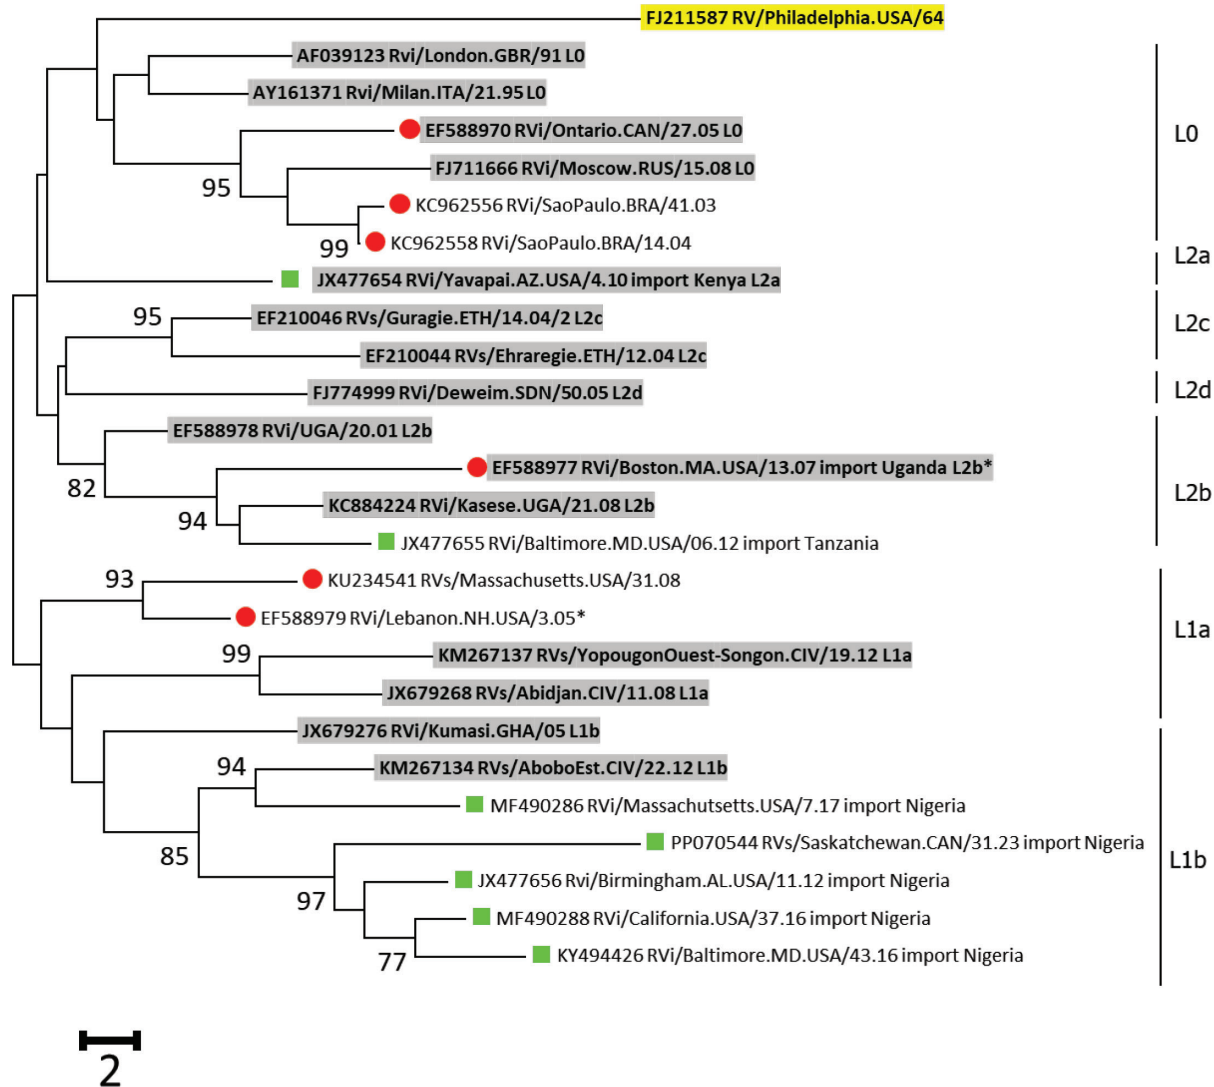 FJ211587 RV/Philadelphia.USA/64
AF039123 Rvi/London.GBR/91 L0
AY161371 Rvi/Milan.ITA/21.95 L0
EF588970 RVi/Ontario.CAN/27.05 L0
L0
FJ711666 RVi/Moscow.RUS/15.08 L0
95
KC962556 RVi/SaoPaulo.BRA/41.03
KC962558 RVi/SaoPaulo.BRA/14.04
99
L2a
JX477654 RVi/Yavapai.AZ.USA/4.10 import Kenya L2a
95
EF210046 RVs/Guragie.ETH/14.04/2 L2c
L2c
EF210044 RVs/Ehraregie.ETH/12.04 L2c
FJ774999 RVi/Deweim.SDN/50.05 L2d
L2d
EF588978 RVi/UGA/20.01 L2b
EF588977 RVi/Boston.MA.USA/13.07 import Uganda L2b*
82
L2b
KC884224 RVi/Kasese.UGA/21.08 L2b
94
JX477655 RVi/Baltimore.MD.USA/06.12 import Tanzania
93
KU234541 RVs/Massachusetts.USA/31.08
EF588979 RVi/Lebanon.NH.USA/3.05*
L1a
99
KM267137 RVs/YopougonOuest-Songon.CIV/19.12 L1a
JX679268 RVs/Abidjan.CIV/11.08 L1a
JX679276 RVi/Kumasi.GHA/05 L1b
94
KM267134 RVs/AboboEst.CIV/22.12 L1b
MF490286 RVi/Massachutsetts.USA/7.17 import Nigeria
PP070544 RVs/Saskatchewan.CAN/31.23 import Nigeria
85
L1b
JX477656 Rvi/Birmingham.AL.USA/11.12 import Nigeria
97
MF490288 RVi/California.USA/37.16 import Nigeria
KY494426 RVi/Baltimore.MD.USA/43.16 import Nigeria
77
2